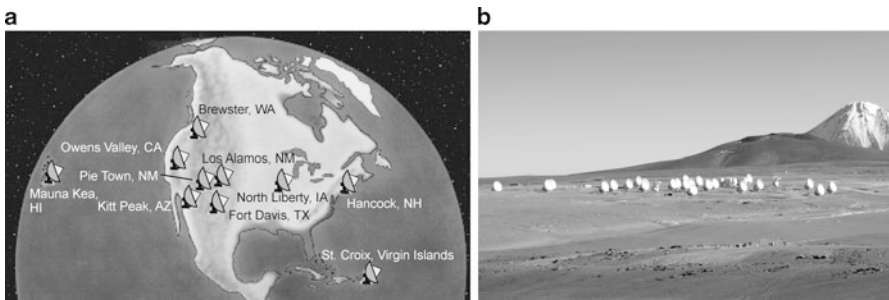 a
b
Brewster, WA
Owens Valley, CA
Los Alamos, NM
Pie Town, NM
Mauna Kea,
HI
Kitt Peak, AZ
North Liberty, IA
Hancock, NH
Fort Davis, TX
St. Croix, Virgin Islands